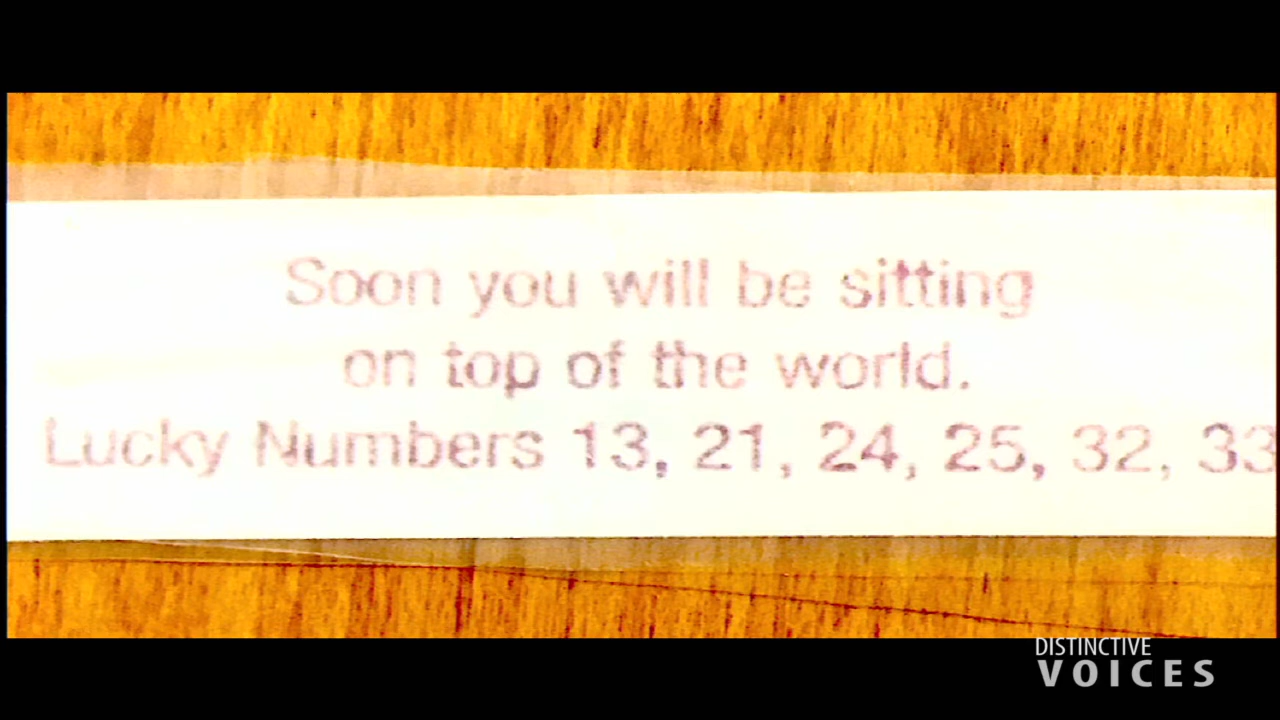 Soon you will be sitting
on top of the world.
Lucky Numbers 13, 21, 24, 25, 32, 33
DISTINCTIVE
VOICES